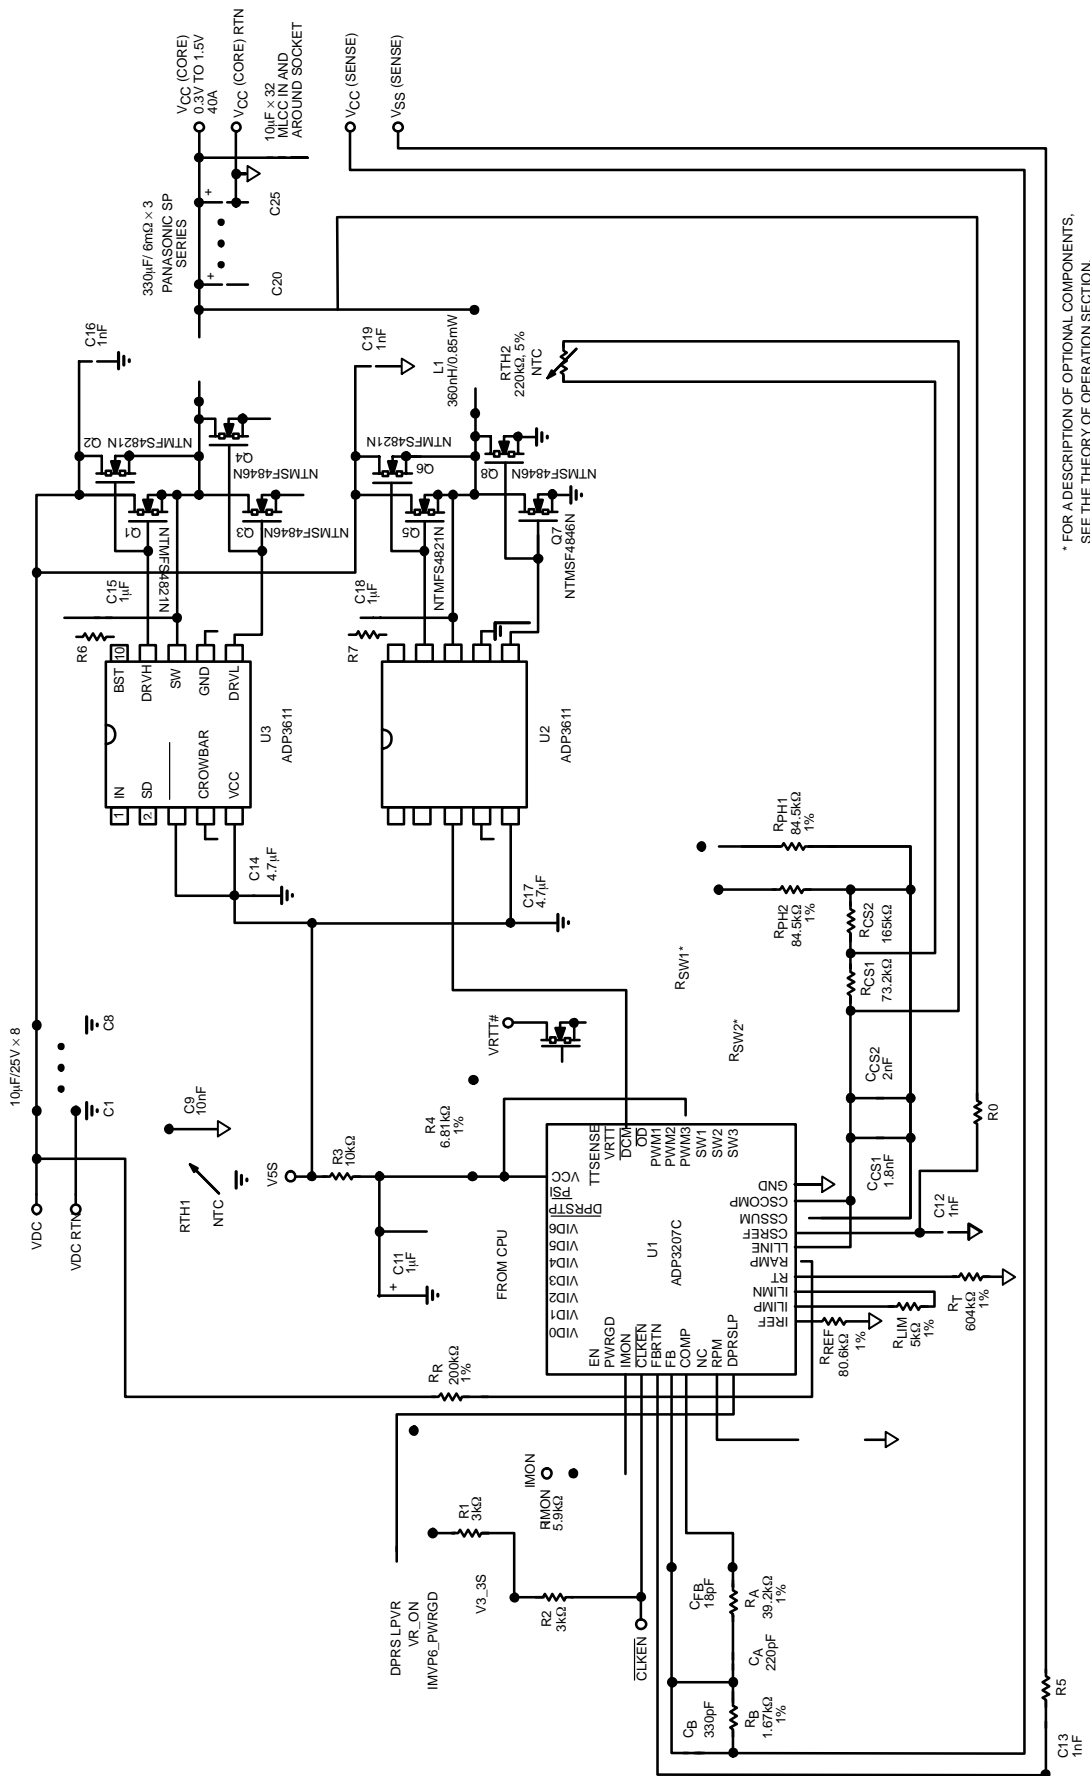 VCC (CORE)
0.3V TO 1.5V
40A
VCC (CORE) RTN
10μF × 32
MLCC IN AND
AROUND SOCKET
VCC (SENSE)
VSS (SENSE)
330μF/ 6mΩ × 3
PANASONIC SP
SERIES
+
+
C20
C25
C16
1nF
C19
1nF
L1
360nH/0.85mW
RTH2
220kΩ, 5%
NTC
Q2
NTMFS4821N
Q4
NTMSF4846N
Q1
NTMFS4821N
Q3
NTMSF4846N
Q6
NTMFS4821N
Q8
NTMSF4846N
Q5
NTMFS4821N
Q7
NTMSF4846N
C15
1μF
C18
1μF
R6
R7
1
IN
2
SD
CROWBAR
VCC
BST
10
DRVH
SW
GND
DRVL
U3
ADP3611
U2
ADP3611
C14
4.7μF
C17
4.7μF
RPH1
84.5kΩ
1%
RPH2
84.5kΩ
1%
RCS2
165kΩ
RCS1
73.2kΩ
RSW1*
RSW2*
CCS2
2nF
CCS1
1.8nF
R0
10μF/25V × 8
C8
C1
C9
10nF
RTH1
NTC
VDC
VDC RTN
V5S
R3
10kΩ
R4
6.81kΩ
1%
VRTT#
C11
1μF
+
FROM CPU
U1
ADP3207C
VCC
PSI
DPRSTP
VID6
VID5
VID4
VID3
VID2
VID1
VID0
TTSENSE
VRTT
DCM
OD
PWM1
PWM2
PWM3
SW1
SW2
SW3
EN
PWRGD
IMON
CLKEN
FBRTN
FB
COMP
NC
RPM
DPRSLP
GND
CSCOMP
CSSUM
CSREF
LLINE
RAMP
RT
ILIMN
ILIMP
IREF
C12
1nF
RT
604kΩ
1%
RLIM
5kΩ
1%
RREF
80.6kΩ
1%
RR
200kΩ
1%
IMON
RMON
5.9kΩ
R1
3kΩ
V3_3S
R2
3kΩ
DPRS LPVR
VR_ON
IMVP6_PWRGD
CLKEN
CFB
18pF
RA
39.2kΩ
1%
CA
220pF
CB
330pF
RB
1.67kΩ
1%
R5
C13
1nF
* FOR A DESCRIPTION OF OPTIONAL COMPONENTS,
SEE THE THEORY OF OPERATION SECTION.